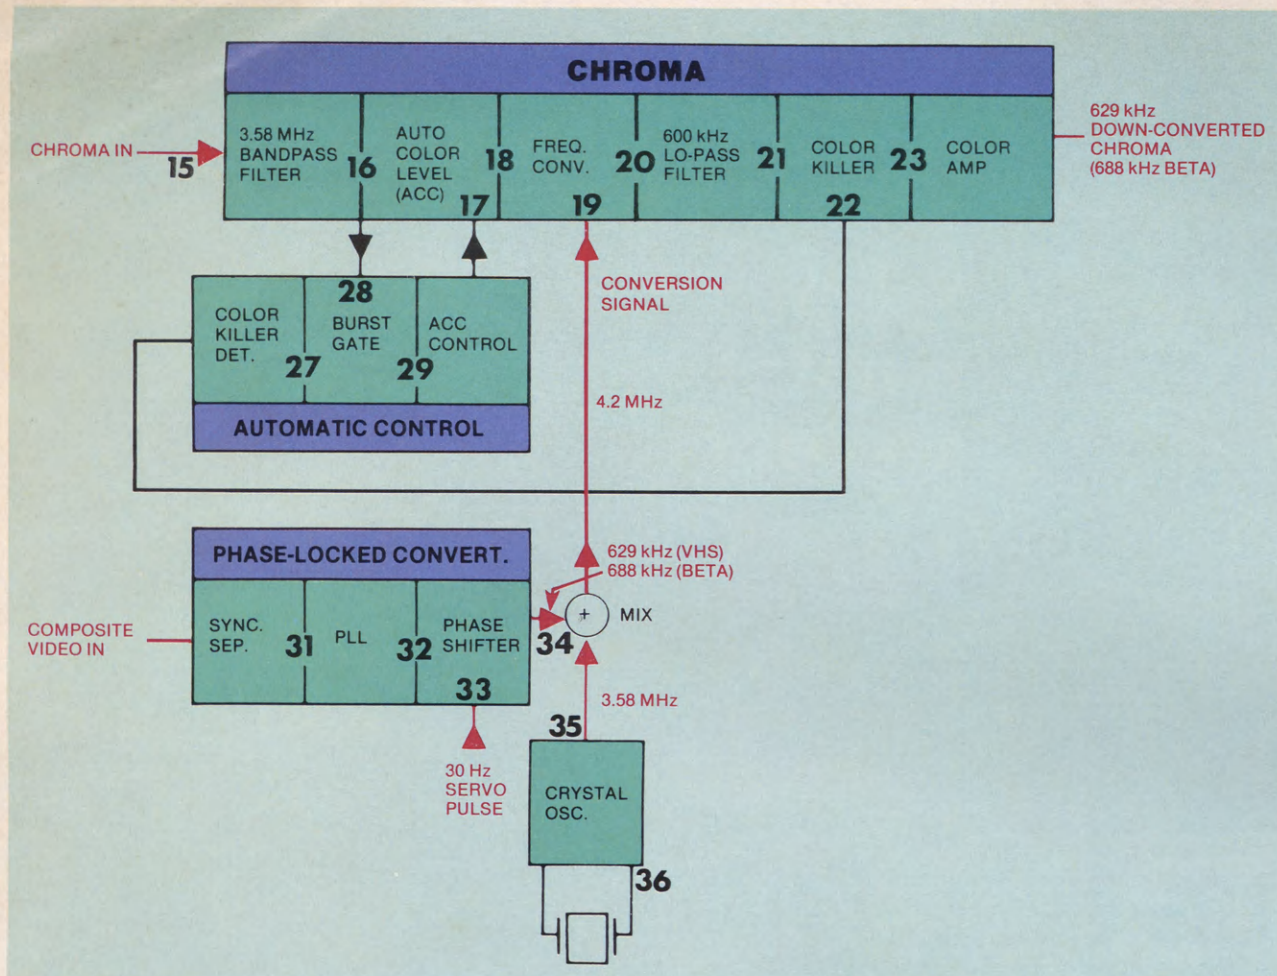 CHROMA
CHROMA IN
15
3.58 MHz
BANDPASS
FILTER
16
AUTO
COLOR
LEVEL
(ACC)
17
18
FREQ.
CONV.
19
20
600 kHz
LO-PASS
FILTER
21
COLOR
KILLER
22
23
COLOR
AMP
629 kHz
DOWN-CONVERTED
CHROMA
(688 kHz BETA)
COLOR
KILLER
DET.
27
28
BURST
GATE
29
ACC
CONTROL
AUTOMATIC CONTROL
CONVERSION
SIGNAL
4.2 MHz
PHASE-LOCKED CONVERT.
629 kHz (VHS)
688 kHz (BETA)
COMPOSITE
VIDEO IN
SYNC.
SEP.
31
PLL
32
PHASE
SHIFTER
33
34
+
MIX
30 Hz
SERVO
PULSE
35
3.58 MHz
CRYSTAL
OSC.
36